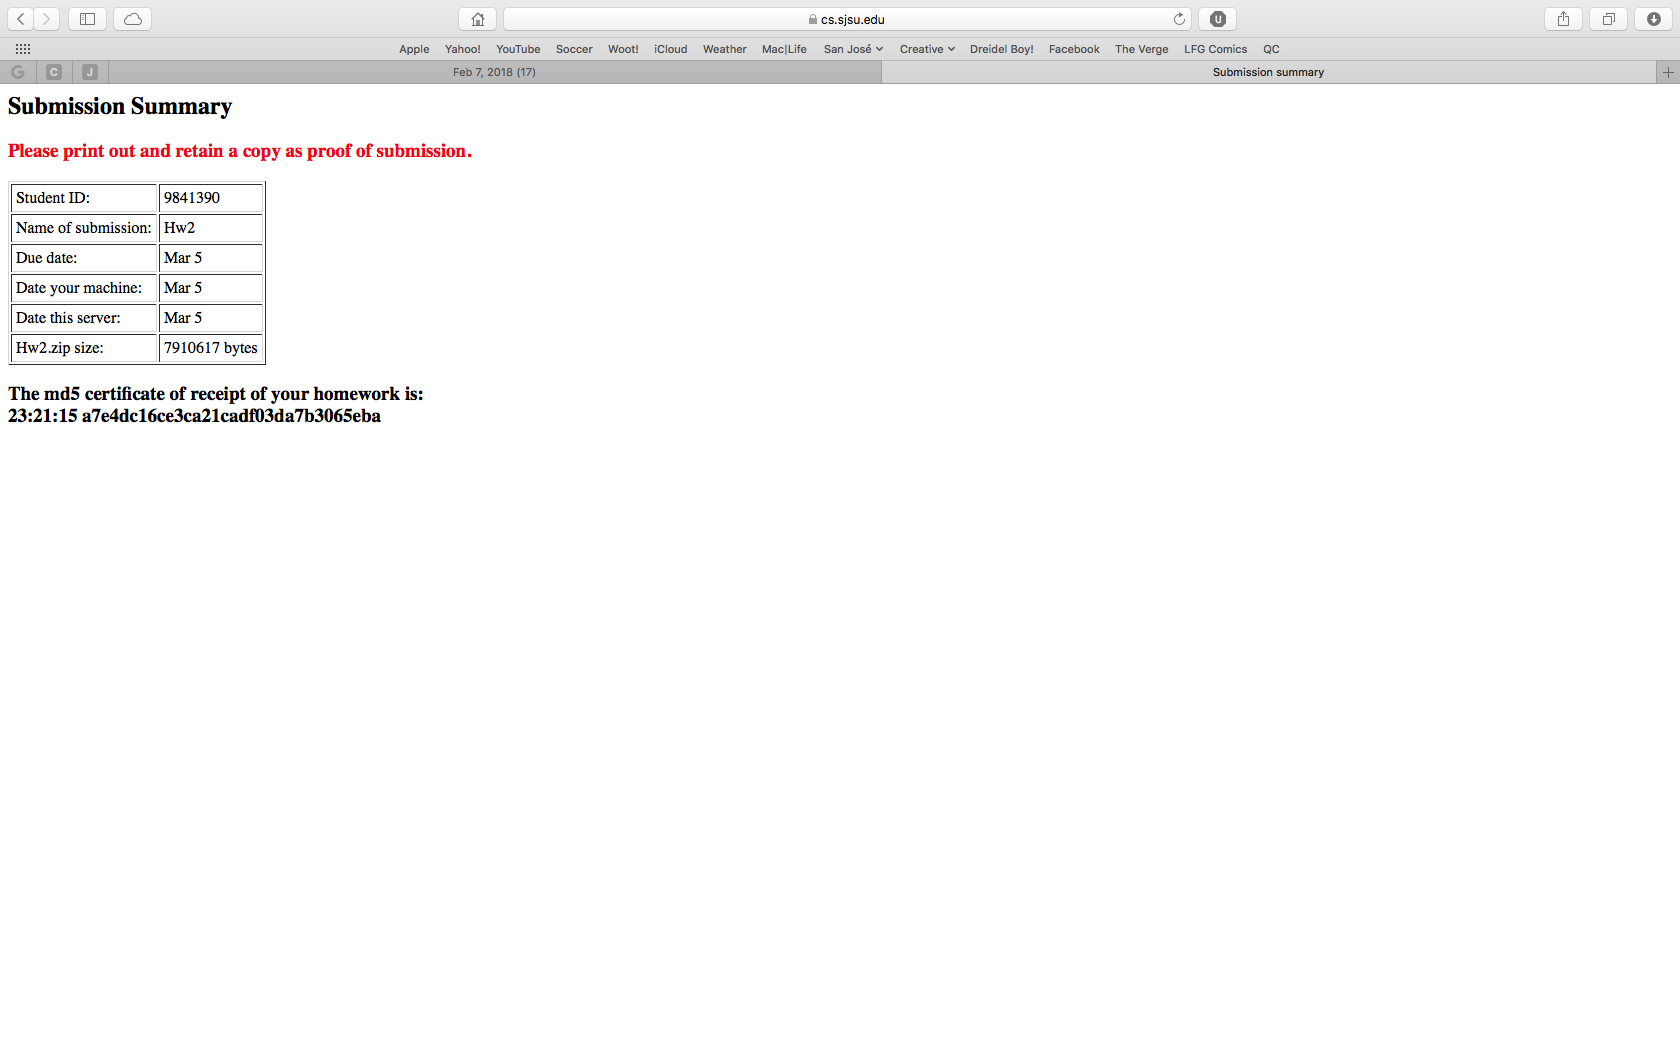 cs.sjsu.edu
U
Apple Yahoo! YouTube Soccer Woot! iCloud Weather Mac|Life San José Creative Dreidel Boy! Facebook The Verge LFG Comics QC
G C J Feb 7, 2018 (17) Submission summary
Submission Summary
Please print out and retain a copy as proof of submission.
Student ID: 9841390
Name of submission: Hw2
Due date: Mar 5
Date your machine: Mar 5
Date this server: Mar 5
Hw2.zip size: 7910617 bytes
The md5 certificate of receipt of your homework is:
23:21:15 a7e4dc16ce3ca21cadf03da7b3065eba